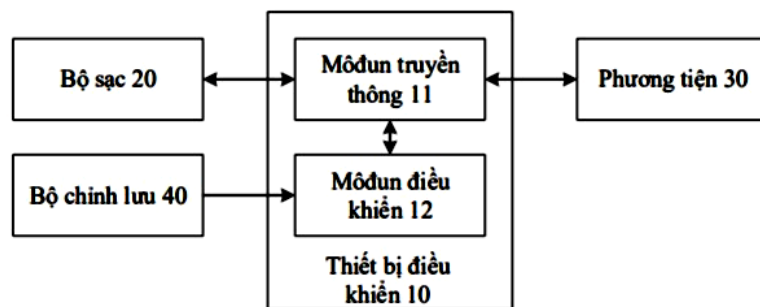 Bộ sạc 20
Môđun truyền
thông 11
Phương tiện 30
Bộ chỉnh lưu 40
Môđun điều
khiển 12
Thiết bị điều
khiển 10